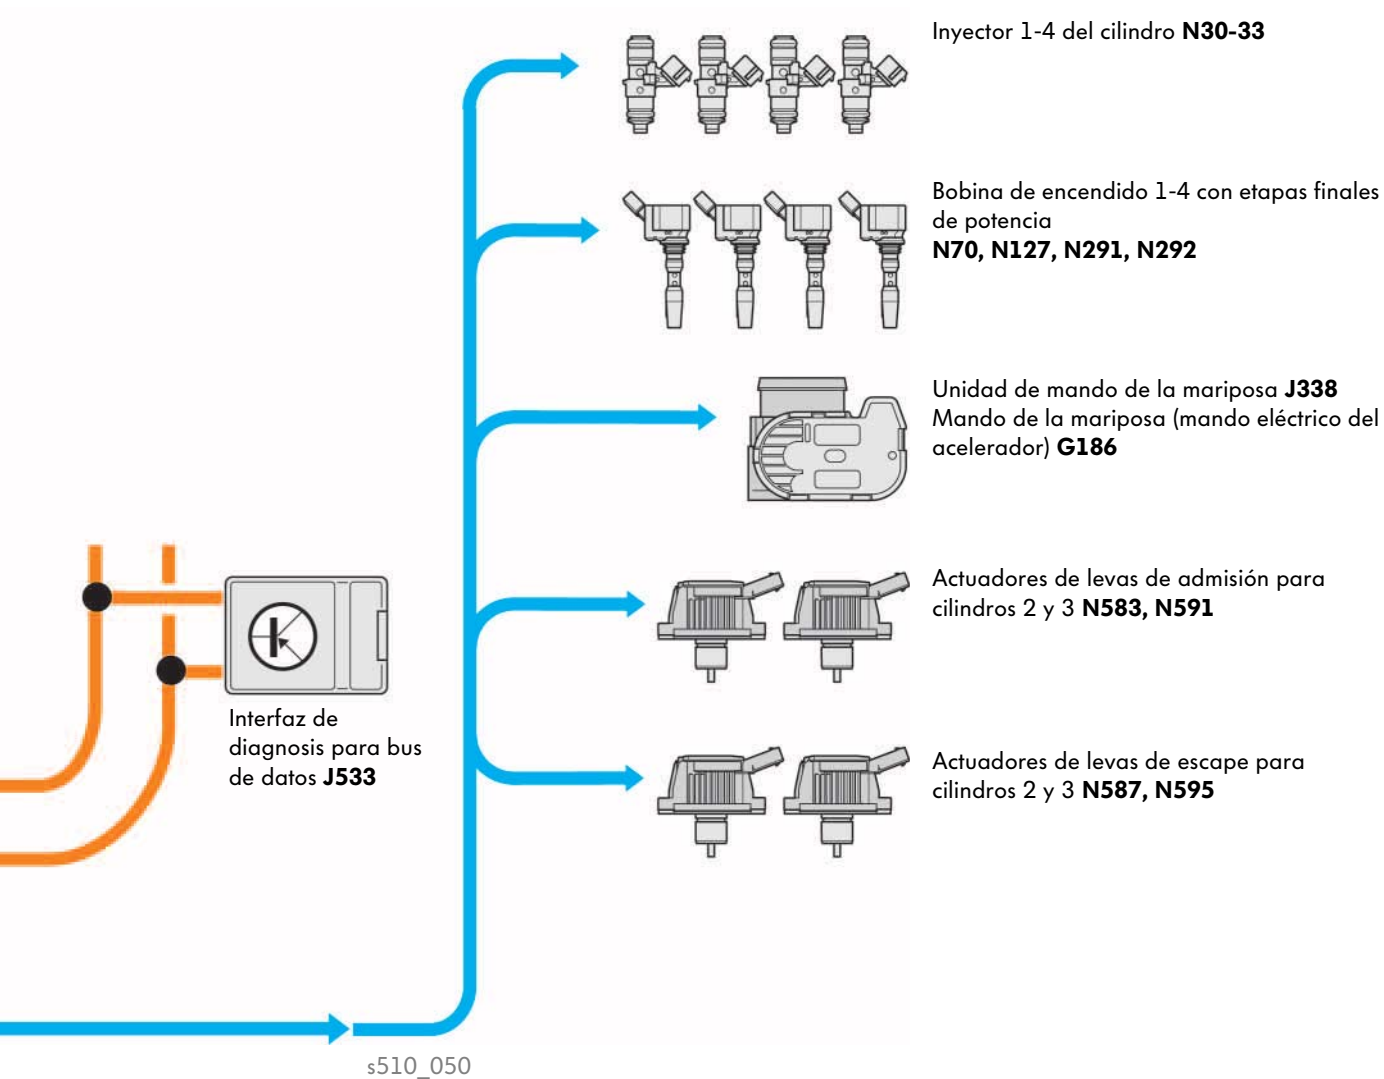 Inyector 1-4 del cilindro N30-33
Bobina de encendido 1-4 con etapas finales
de potencia
N70, N127, N291, N292
Unidad de mando de la mariposa J338
Mando de la mariposa (mando eléctrico del
acelerador) G186
Actuadores de levas de admisión para
cilindros 2 y 3 N583, N591
Interfaz de
diagnosis para bus
de datos J533
Actuadores de levas de escape para
cilindros 2 y 3 N587, N595
s510_050